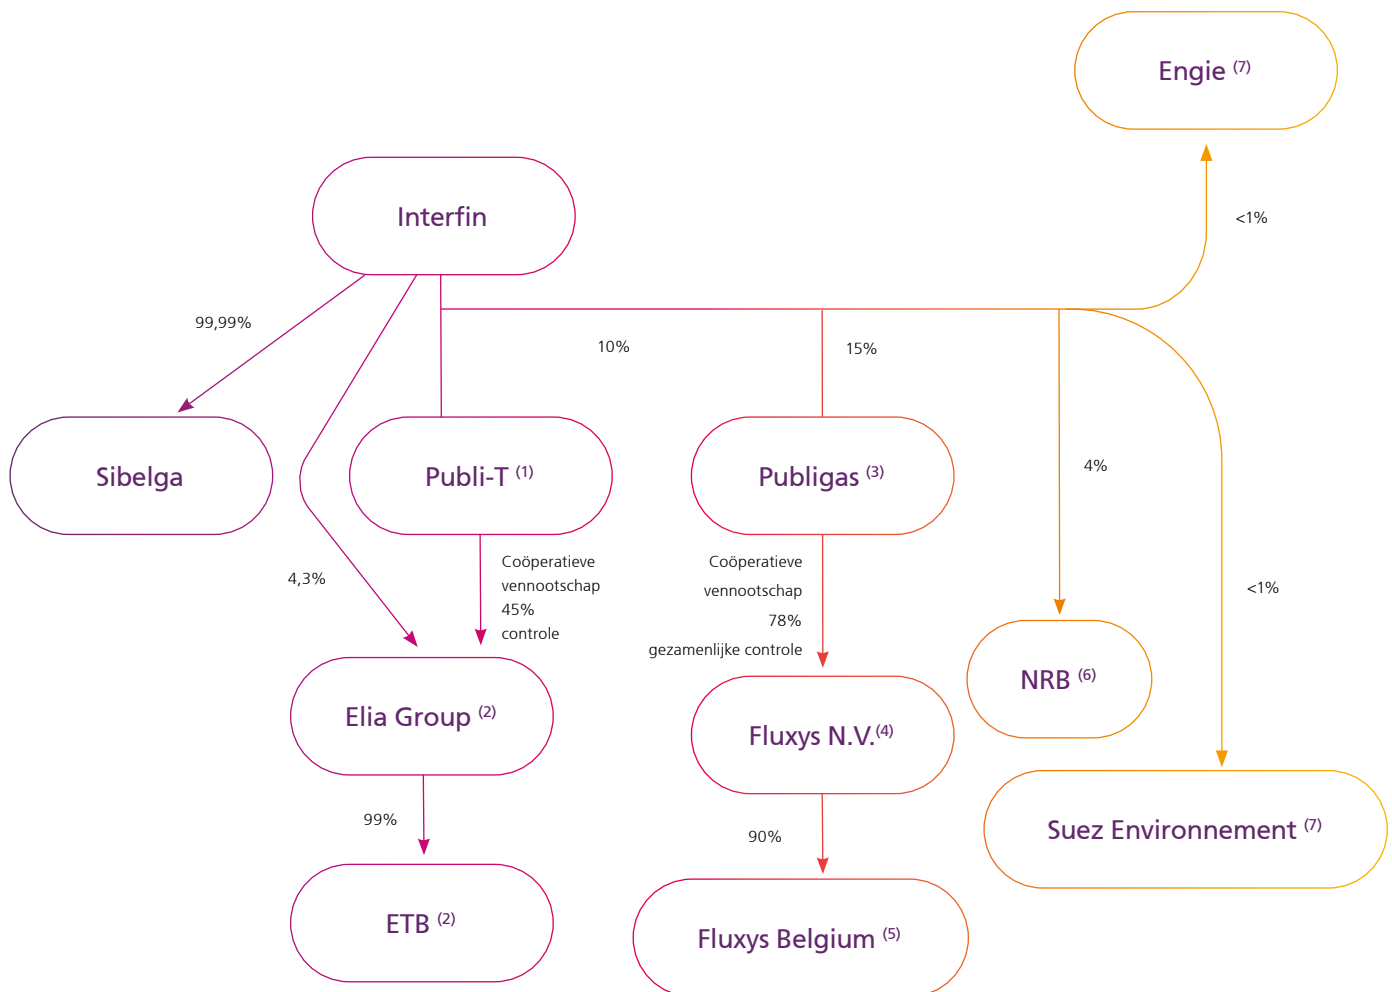 Engie (7)
Interfin
<1%
99,99%
10%
15%
Sibelga
Publi-T (1)
Publigas (3)
4%
4,3%
Coöperatieve
vennootschap
45%
controle
Coöperatieve
vennootschap
78%
gezamenlijke controle
<1%
Elia Group (2)
Fluxys N.V.(4)
NRB (6)
99%
90%
Suez Environnement (7)
ETB (2)
Fluxys Belgium (5)